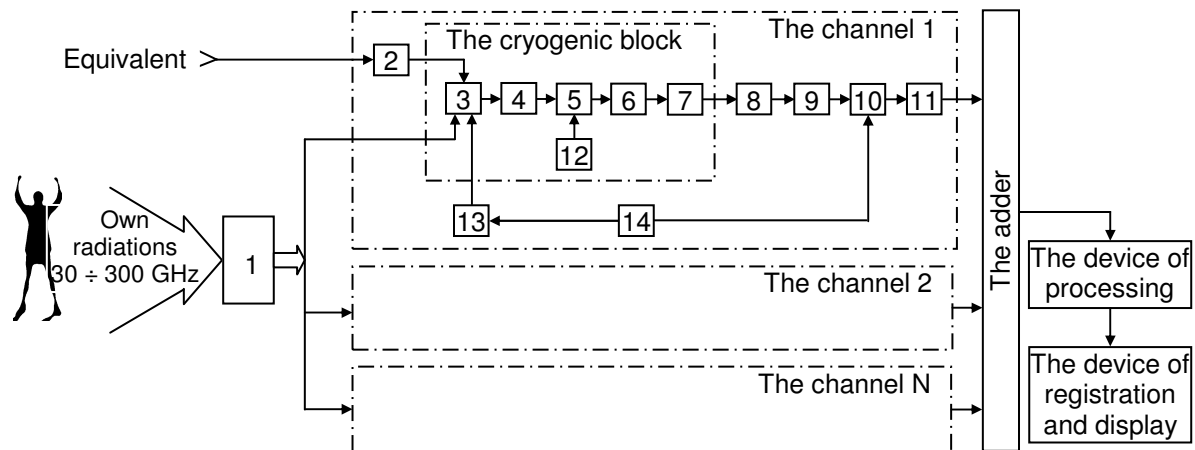 The channel 1
The cryogenic block
Equivalent
2
3
4
5
6
7
8
9
10
11
12
13
14
Own
radiations
30 ÷ 300 GHz
1
The channel 2
The channel N
The adder
The device of
processing
The device of
registration
and display